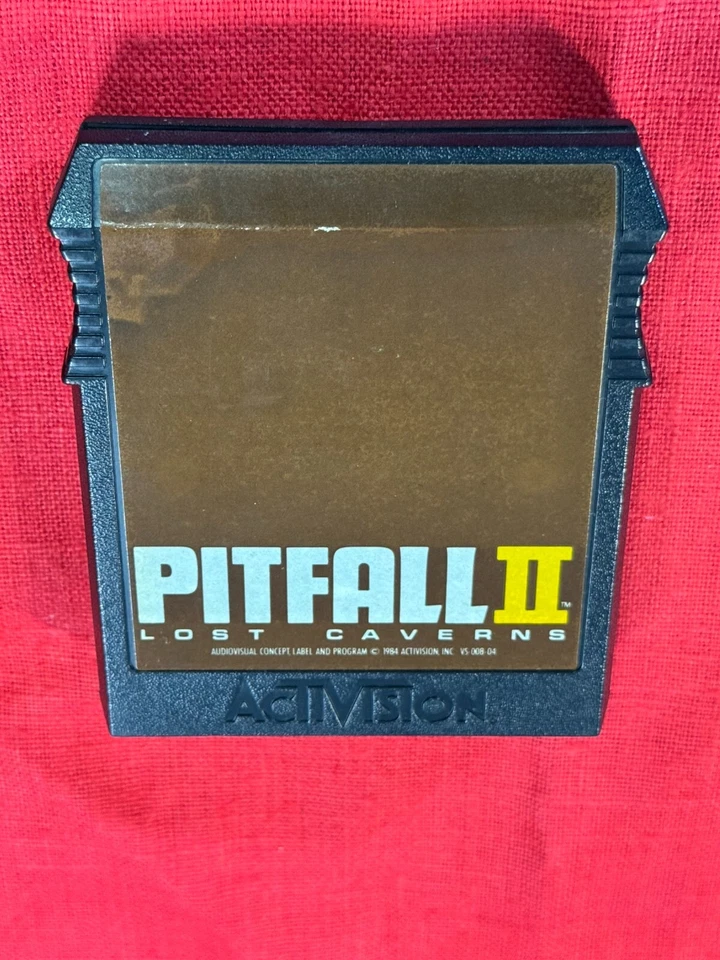 PITFALL II™
LOST CAVERNS
AUDIOVISUAL CONCEPT, LABEL AND PROGRAM © 1984 ACTIVISION, INC. VS-008-04
ACTIVISION